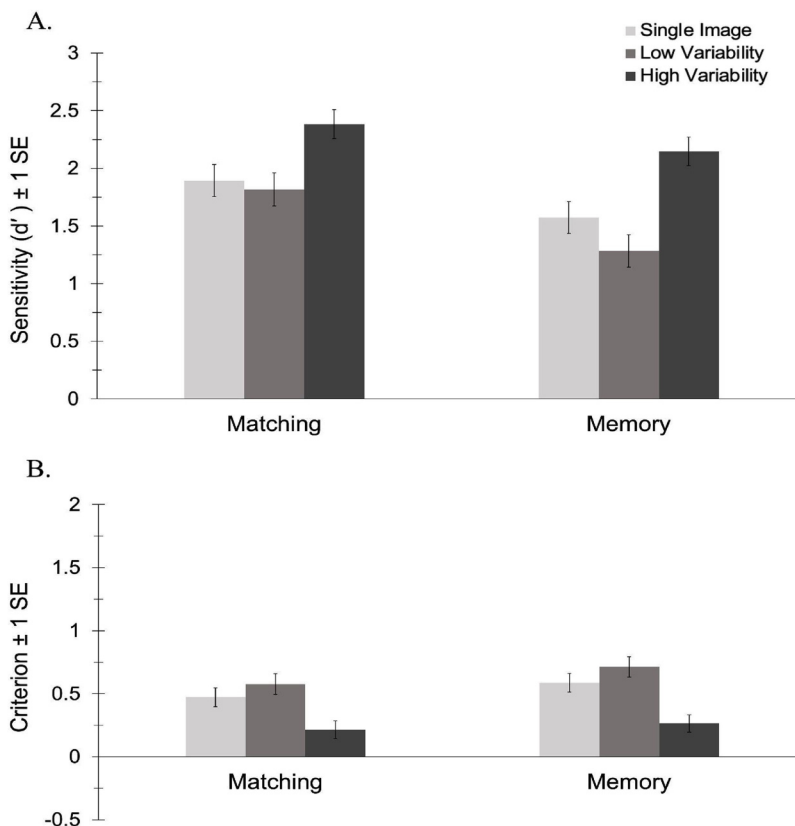 A.
Single Image
Low Variability
High Variability
Sensitivity (d′) ± 1 SE
3
2.5
2
1.5
1
0.5
0
Matching Memory
B.
Criterion ± 1 SE
2
1.5
1
0.5
0
-0.5
Matching Memory